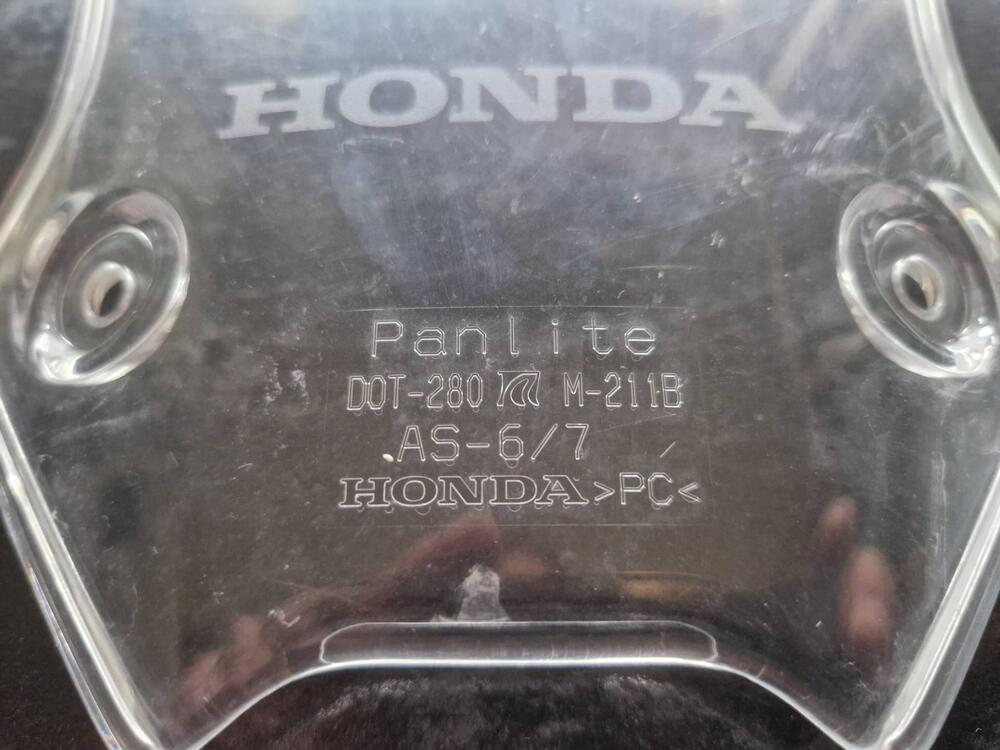 HONDA
Panlite
DOT-280 M-211B
AS-6/7
HONDA >PC<